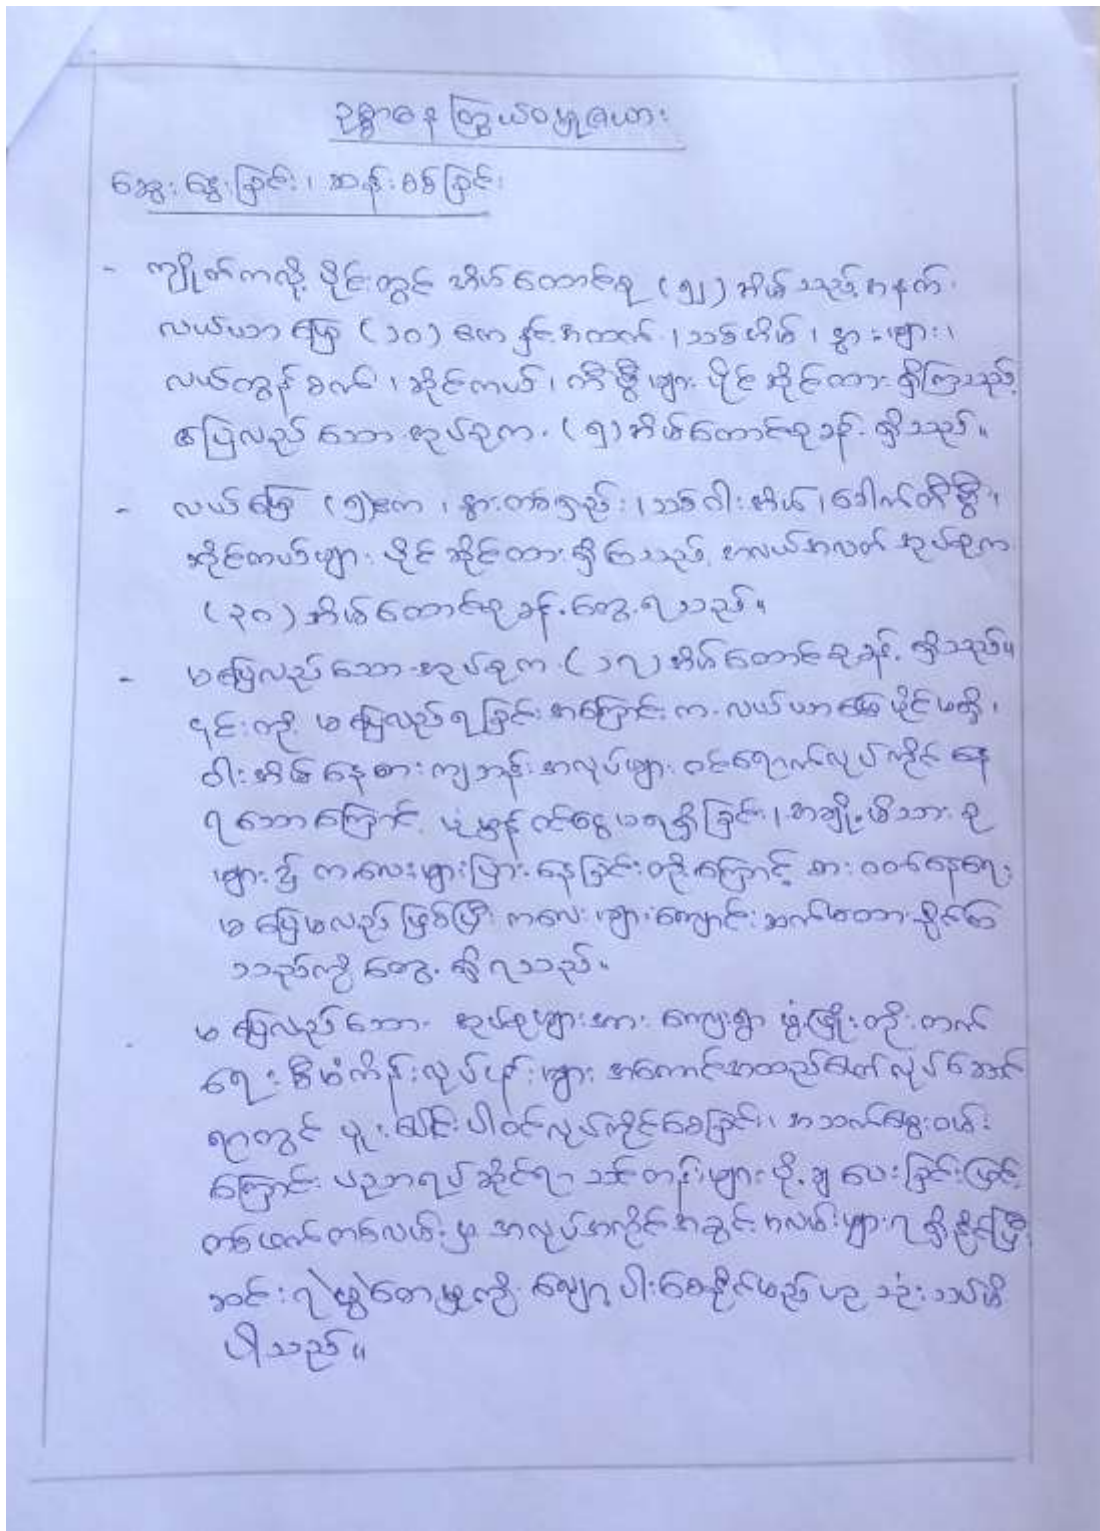 ဥစ္စာဓန ကြွယ်ဝမှုဇယား
ဆွေးနွေးခြင်း၊ ဆန်းစစ်ခြင်း
- ကျိုတ်ကလို့ ပိုင်းတွင် အိမ်ထောင်စု (၅၂) အိမ်သည့်အနက်
လယ်ယာမြေ (၁၀) ဧကနှင့်အထက်၊ သစ်အိမ်၊ နွားများ၊
လယ်ထွန်စက်၊ ဆိုင်ကယ်၊ တီဗွီများ ပိုင်ဆိုင်ထားရှိကြသည့်
ပြေလည်သော အုပ်စုက (၅) အိမ်ထောင်စုခန့် ရှိသည်။
- လယ်မြေ (၅)ဧက၊ နွားတစ်ရှဉ်း၊ သစ်ဝါးအိမ်၊ ဒေါက်တီဗွီ၊
ဆိုင်ကယ်များ ပိုင်ဆိုင်ထားရှိကြသည့် အလယ်အလတ်အုပ်စုက
(၃၀) အိမ်ထောင်စုခန့် တွေ့ရသည်။
- မပြေလည်သော အုပ်စုက (၁၇) အိမ်ထောင်စုခန့် ရှိသည်။
၎င်းတို့ မပြေလည်ရခြင်းအကြောင်းက လယ်ယာမြေပိုင်မရှိ၊
ဝါးအိမ်နေ စားကျဘန်းအလုပ်များ ဝင်ရောက်လုပ်ကိုင်နေ
ရသောကြောင့် ပုံမှန်ဝင်ငွေမရရှိခြင်း၊ အချို့မိသားစု
များ၌ ကလေးများပြားနေခြင်းတို့ကြောင့် စားဝတ်နေရေး
မပြေမလည်ဖြစ်ပြီး ကလေးများကျောင်းဆက်မထားနိုင်ကြ
သည်ကို တွေ့ရှိရသည်။
မပြေလည်သော အုပ်စုများအား ကျေးရွာဖွံ့ဖြိုးတိုးတက်
ရေး စီမံကိန်းလုပ်ငန်းများ အကောင်အထည်ဖော်လုပ်ဆောင်
ရာတွင် ပူးပေါင်းပါဝင်လုပ်ကိုင်စေခြင်း၊ အသက်မွေးဝမ်း
ကြောင်း ပညာရပ်ဆိုင်ရာ သင်တန်းများပို့ချပေးခြင်းဖြင့်
တစ်ဖက်တစ်လမ်းမှ အလုပ်အကိုင်အခွင့်အလမ်းများရရှိနိုင်ပြီး
ဆင်းရဲနွမ်းပါးမှုကို လျော့ပါးစေနိုင်မည်ဟု သုံးသပ်မိ
ပါသည်။